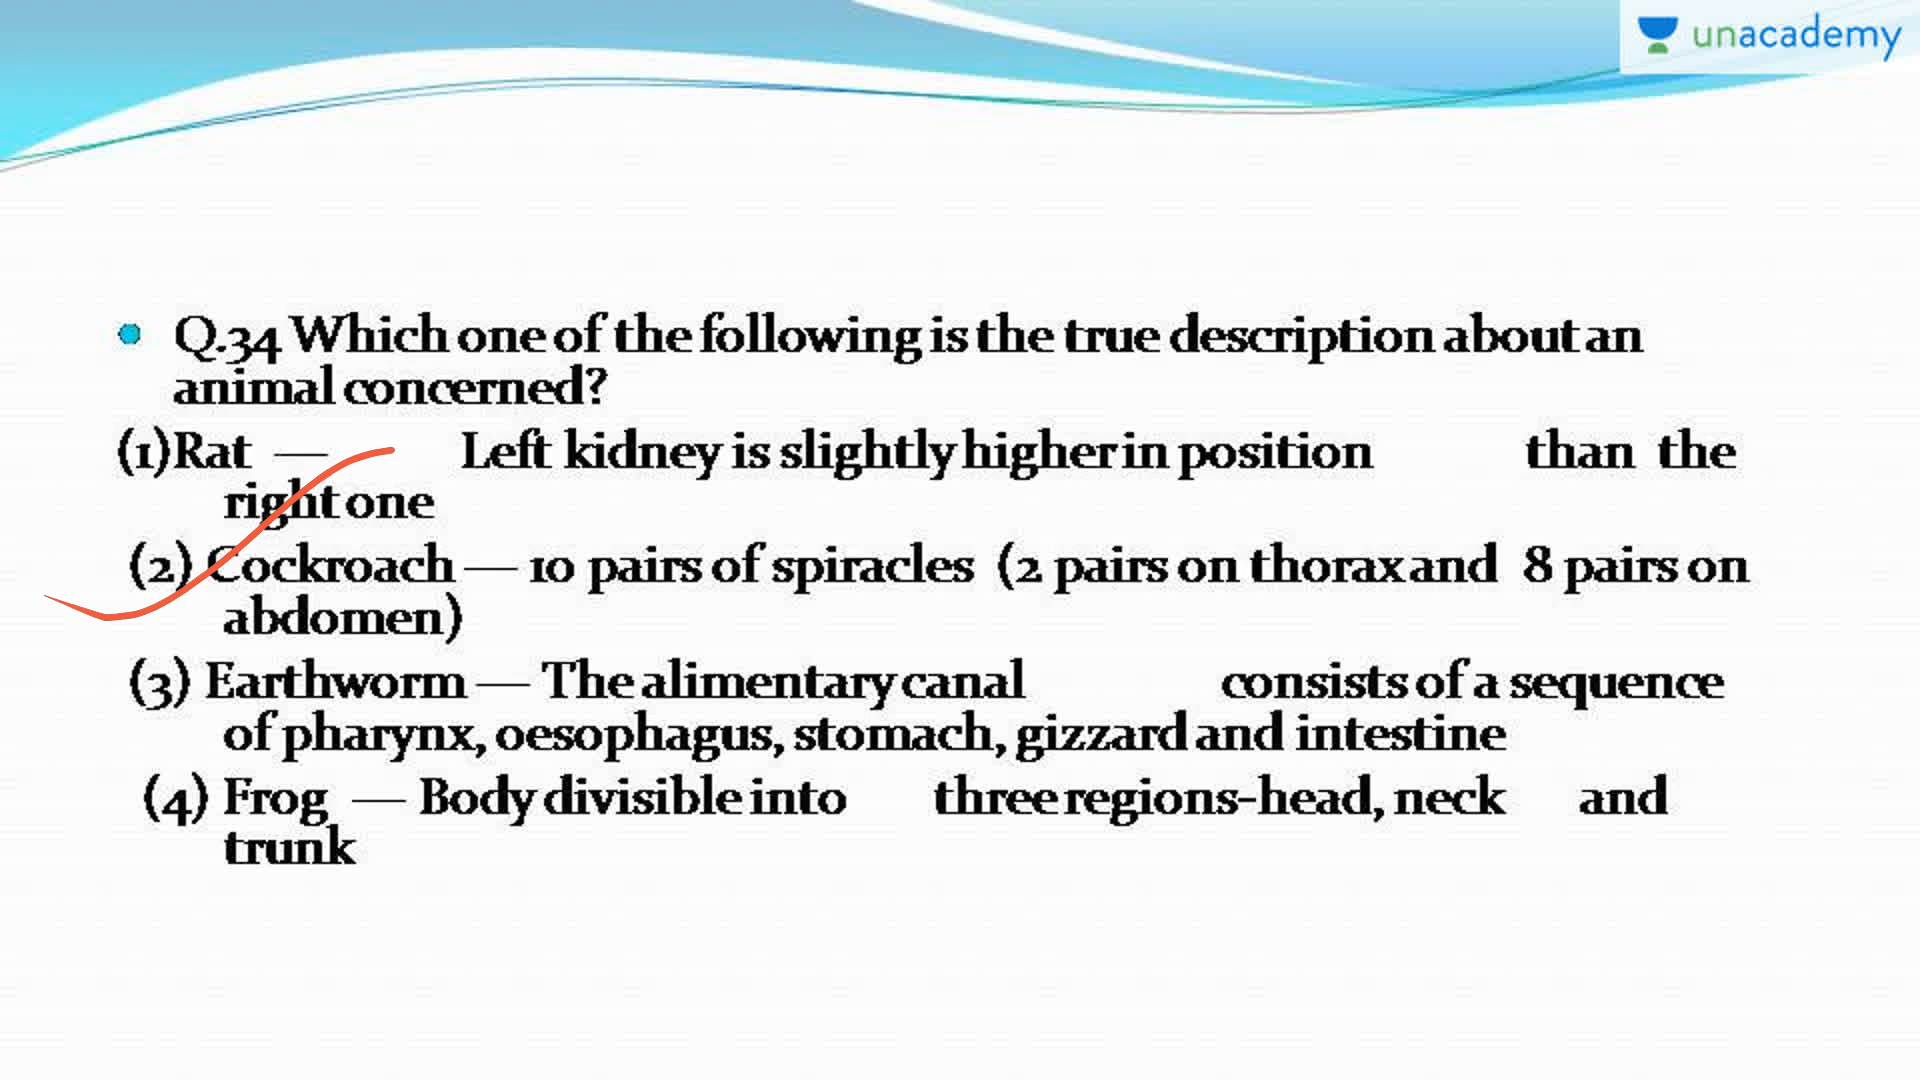 unacademy
Q.34 Which one of the following is the true description about an
animal concerned?
(1)Rat — Left kidney is slightly higher in position than the
right one
(2) Cockroach — 10 pairs of spiracles (2 pairs on thorax and 8 pairs on
abdomen)
(3) Earthworm — The alimentary canal consists of a sequence
of pharynx, oesophagus, stomach, gizzard and intestine
(4) Frog — Body divisible into three regions-head, neck and
trunk